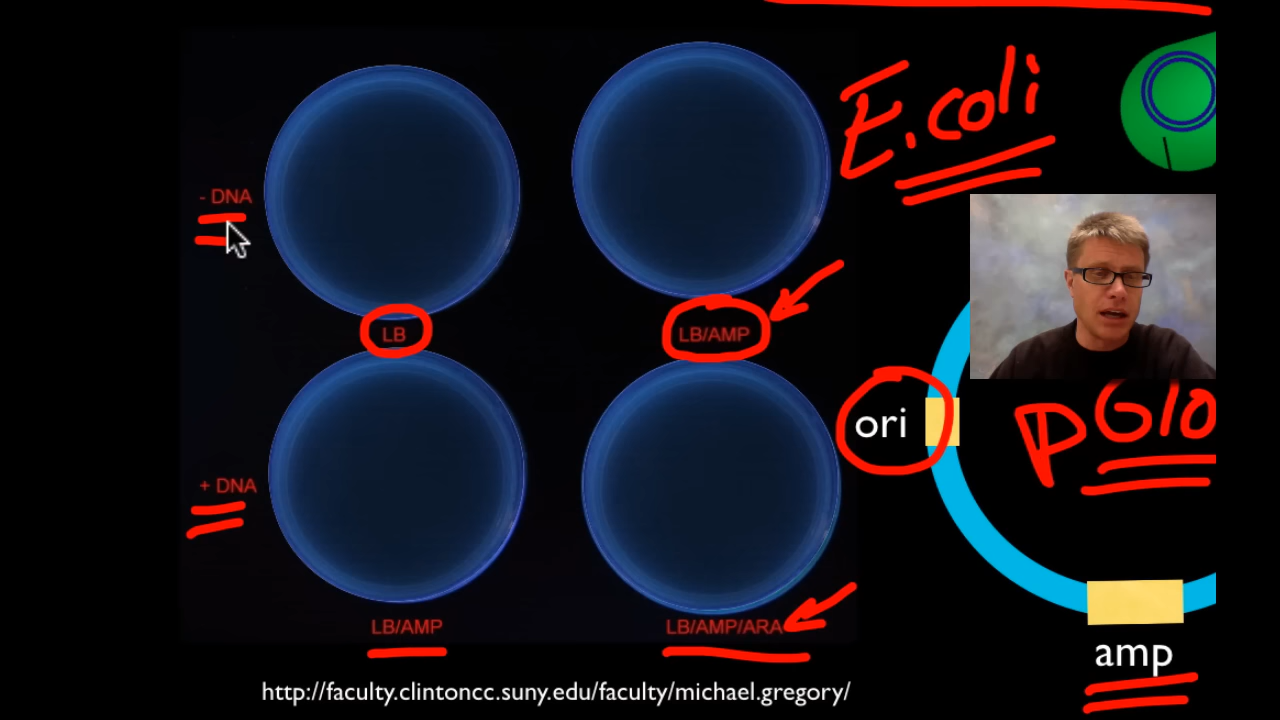 E.coli
- DNA
LB
LB/AMP
ori
pGlo
+ DNA
LB/AMP
LB/AMP/ARA
amp
http://faculty.clintoncc.suny.edu/faculty/michael.gregory/